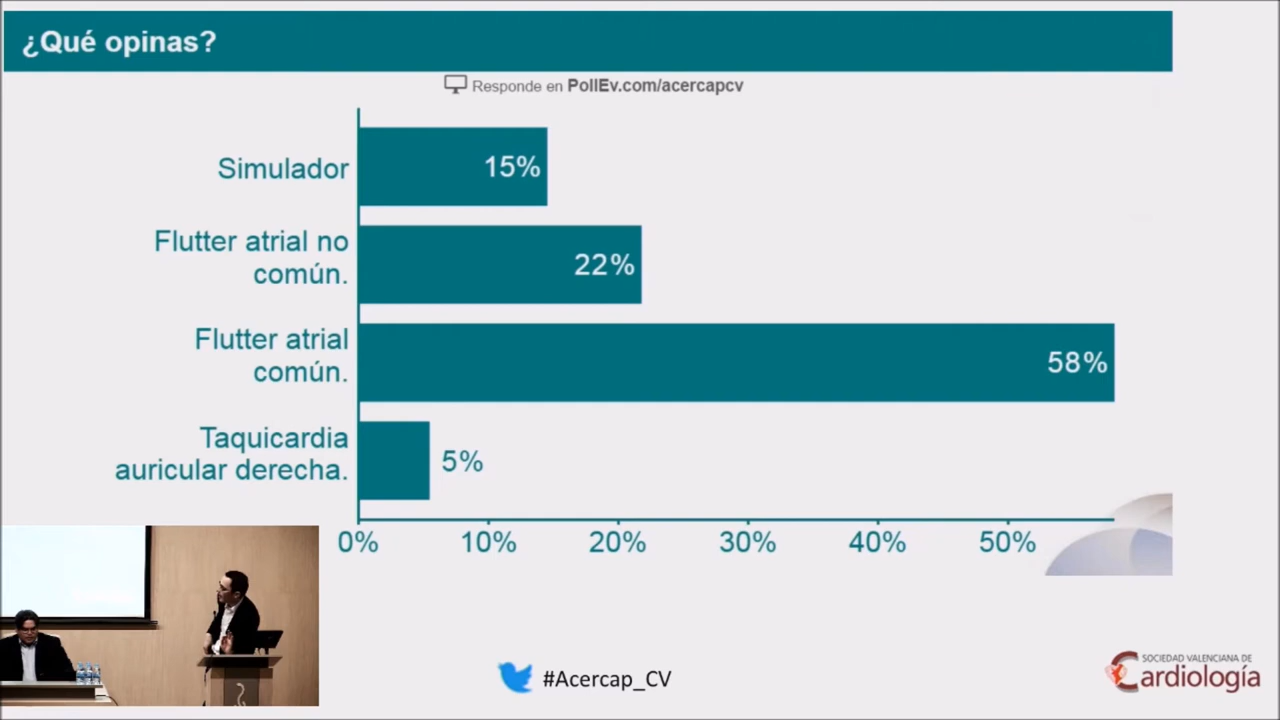 ¿Qué opinas?
Responde en PollEv.com/acercapcv
Simulador
15%
Flutter atrial no
común.
22%
Flutter atrial
común.
58%
Taquicardia
auricular derecha.
5%
0% 10% 20% 30% 40% 50%
#Acercap_CV
SOCIEDAD VALENCIANA DE
Cardiología